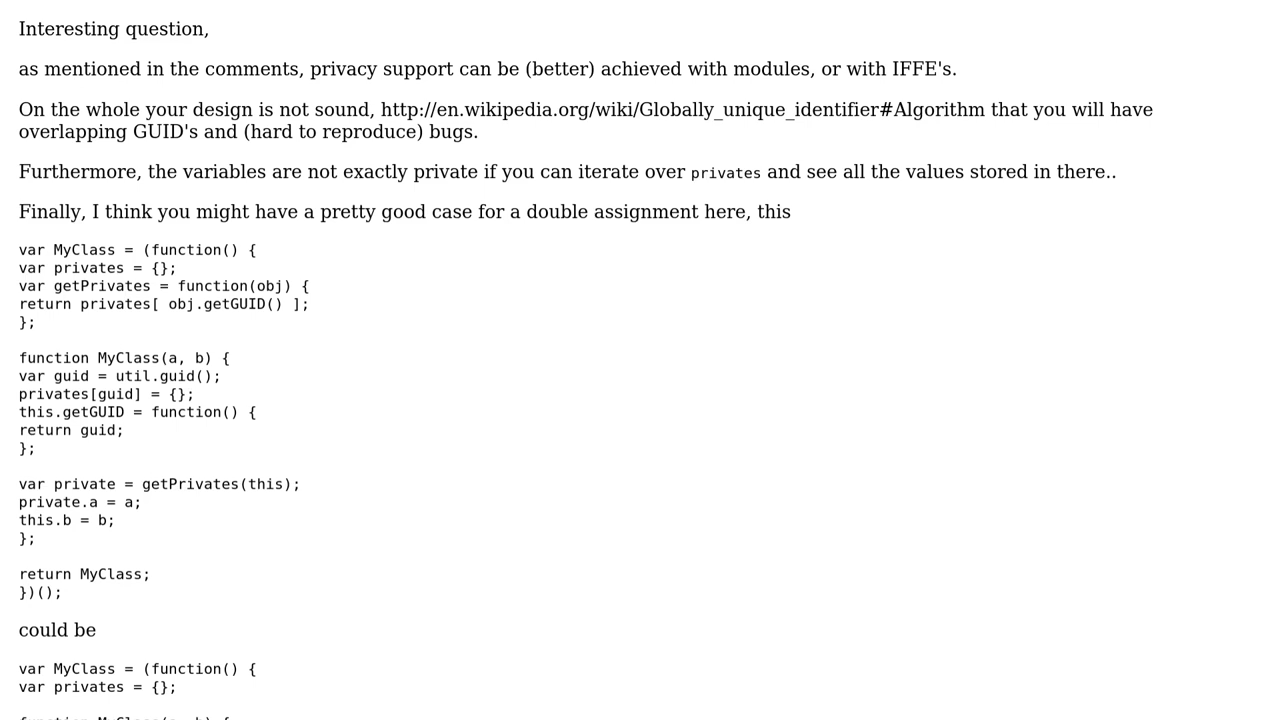 Interesting question,
as mentioned in the comments, privacy support can be (better) achieved with modules, or with IFFE's.
On the whole your design is not sound, http://en.wikipedia.org/wiki/Globally_unique_identifier#Algorithm that you will have
overlapping GUID's and (hard to reproduce) bugs.
Furthermore, the variables are not exactly private if you can iterate over privates and see all the values stored in there..
Finally, I think you might have a pretty good case for a double assignment here, this
var MyClass = (function() {
var privates = {};
var getPrivates = function(obj) {
return privates[ obj.getGUID() ];
};
function MyClass(a, b) {
var guid = util.guid();
privates[guid] = {};
this.getGUID = function() {
return guid;
};
var private = getPrivates(this);
private.a = a;
this.b = b;
};
return MyClass;
})();
could be
var MyClass = (function() {
var privates = {};